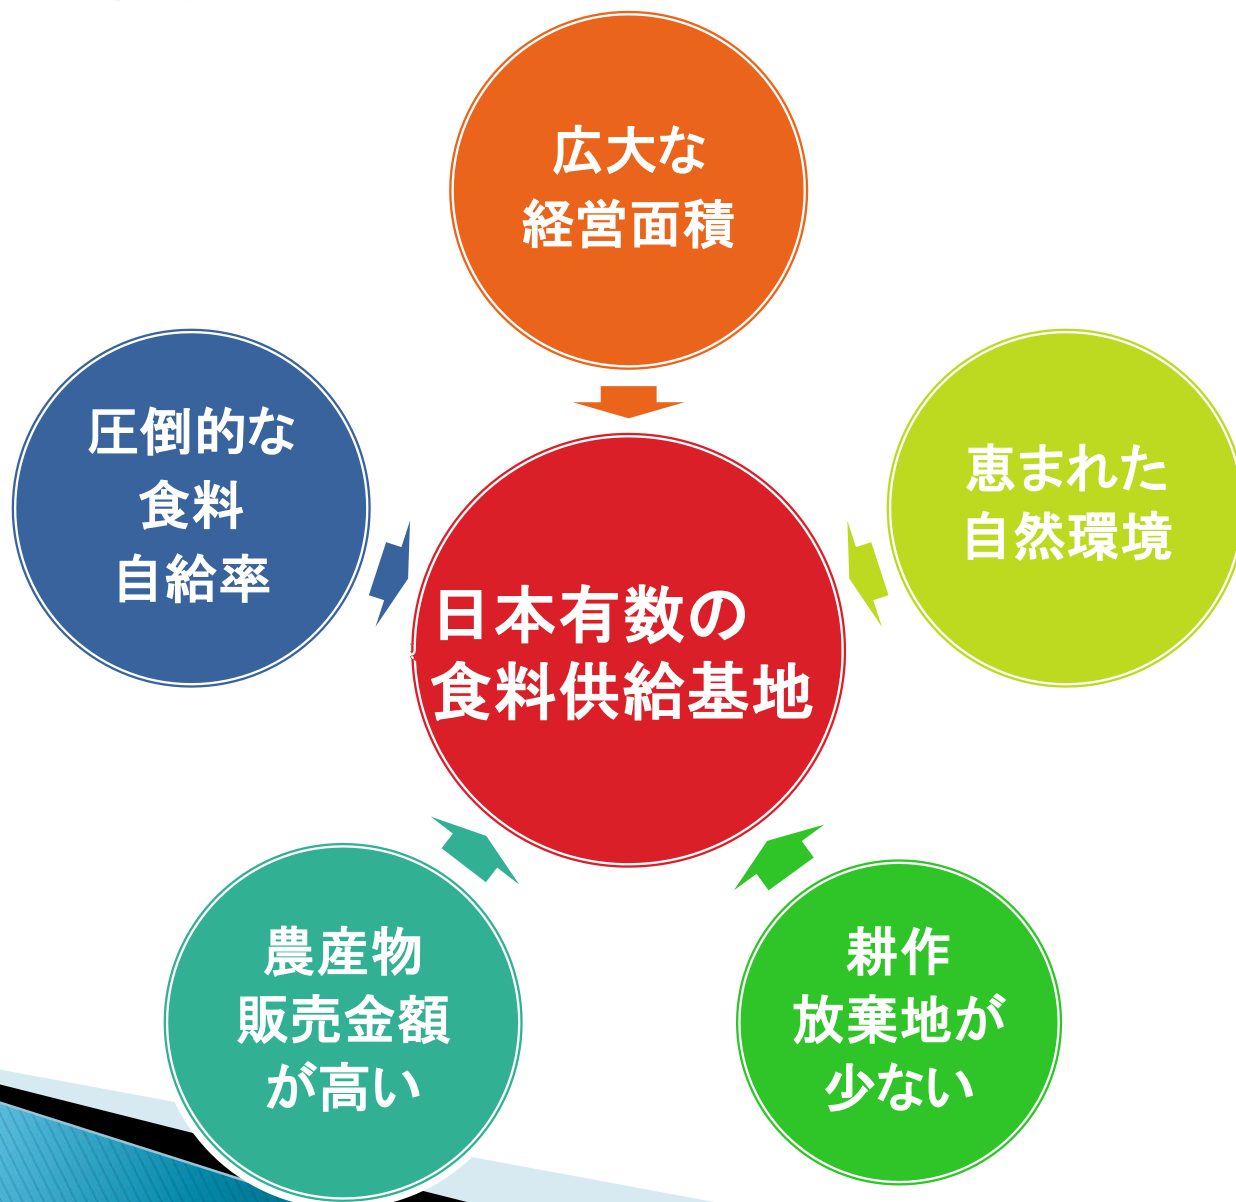 広大な
経営面積
圧倒的な
食料
自給率
恵まれた
自然環境
日本有数の
食料供給基地
農産物
販売金額
が高い
耕作
放棄地が
少ない